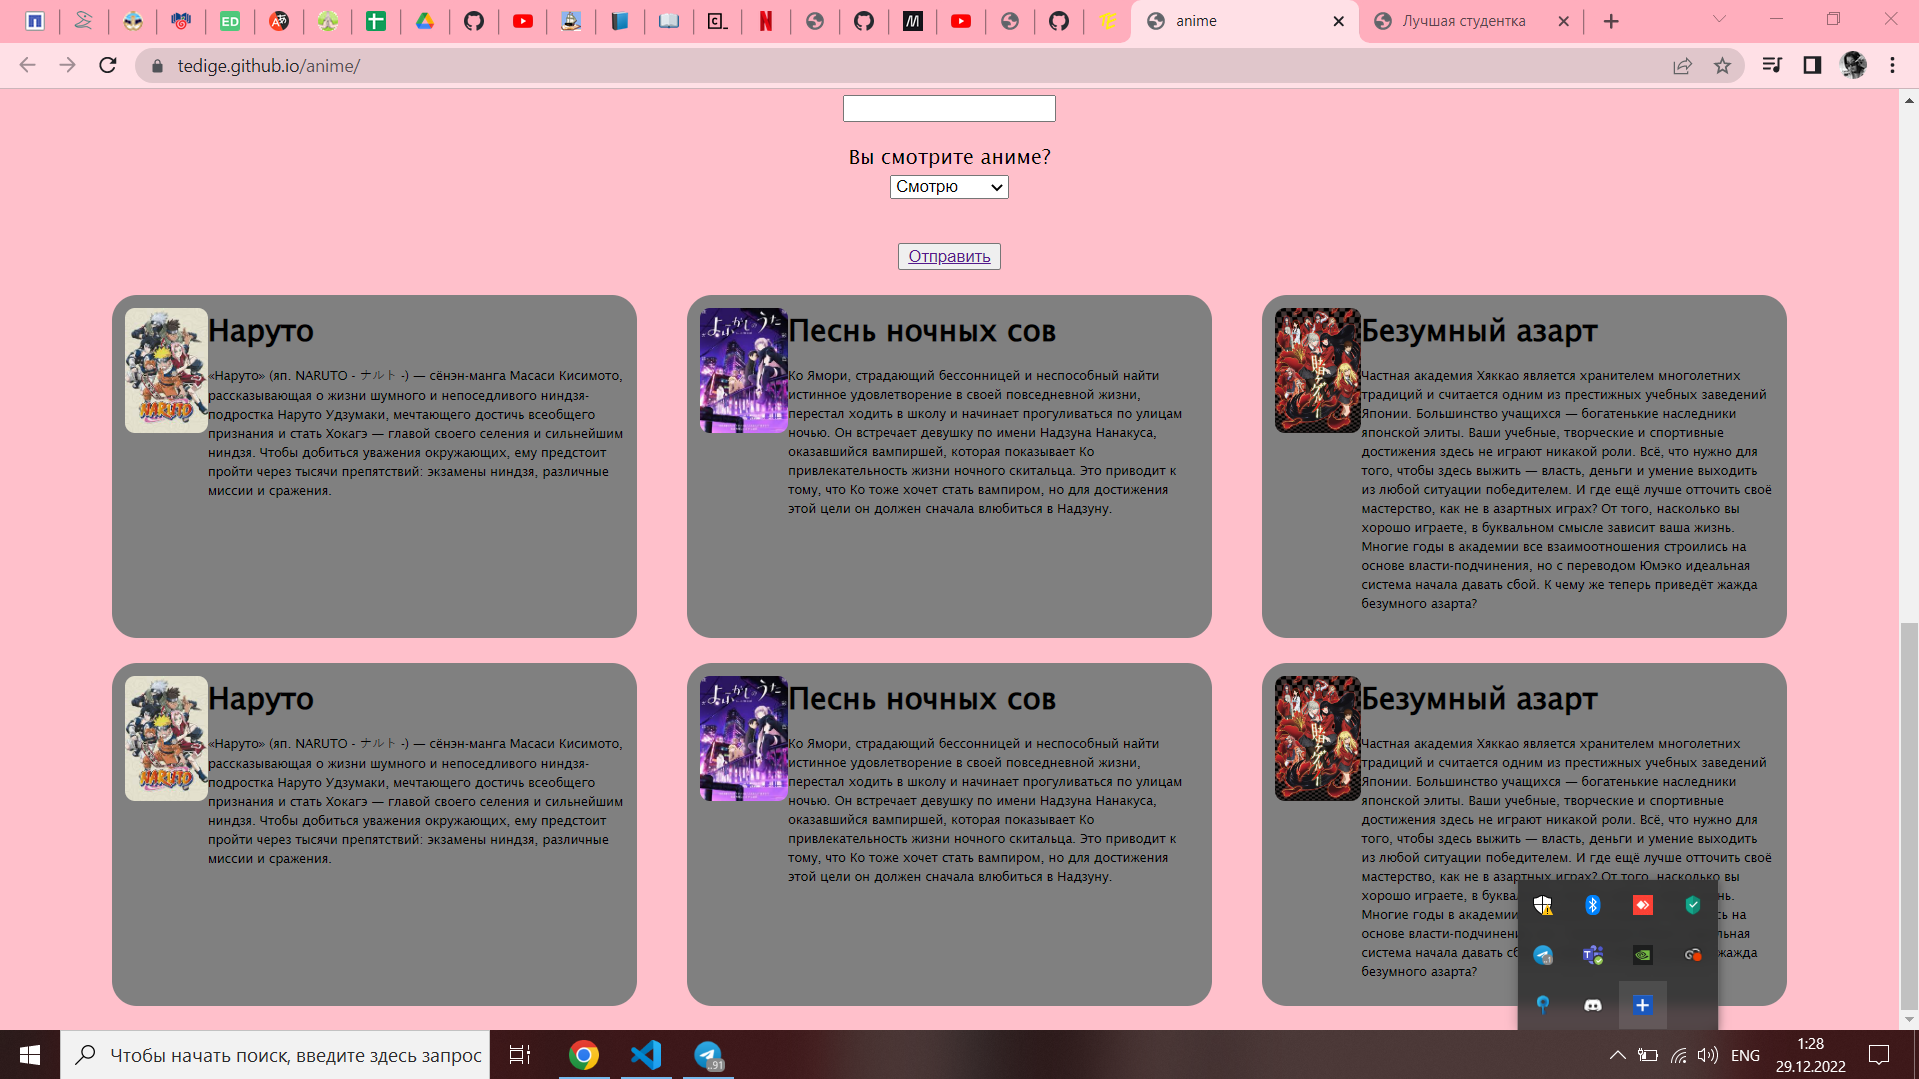 anime
Лучшая студентка
tedige.github.io/anime/
Вы смотрите аниме?
Смотрю
Отправить
Наруто
«Наруто» (яп. NARUTO - ナルト -) — сёнэн-манга Масаси Кисимото,
рассказывающая о жизни шумного и непоседливого ниндзя-
подростка Наруто Удзумаки, мечтающего достичь всеобщего
признания и стать Хокагэ — главой своего селения и сильнейшим
ниндзя. Чтобы добиться уважения окружающих, ему предстоит
пройти через тысячи препятствий: экзамены ниндзя, различные
миссии и сражения.
Песнь ночных сов
Ко Ямори, страдающий бессонницей и неспособный найти
истинное удовлетворение в своей повседневной жизни,
перестал ходить в школу и начинает прогуливаться по улицам
ночью. Он встречает девушку по имени Надзуна Нанакуса,
оказавшийся вампиршей, которая показывает Ко
привлекательность жизни ночного скитальца. Это приводит к
тому, что Ко тоже хочет стать вампиром, но для достижения
этой цели он должен сначала влюбиться в Надзуну.
Безумный азарт
Частная академия Хяккао является хранителем многолетних
традиций и считается одним из престижных учебных заведений
Японии. Большинство учащихся — богатенькие наследники
японской элиты. Ваши учебные, творческие и спортивные
достижения здесь не играют никакой роли. Всё, что нужно для
того, чтобы здесь выжить — власть, деньги и умение выходить
из любой ситуации победителем. И где ещё лучше отточить своё
мастерство, как не в азартных играх? От того, насколько вы
хорошо играете, в буквальном смысле зависит ваша жизнь.
Многие годы в академии все взаимоотношения строились на
основе власти-подчинения, но с переводом Юмэко идеальная
система начала давать сбой. К чему же теперь приведёт жажда
безумного азарта?
Наруто
«Наруто» (яп. NARUTO - ナルト -) — сёнэн-манга Масаси Кисимото,
рассказывающая о жизни шумного и непоседливого ниндзя-
подростка Наруто Удзумаки, мечтающего достичь всеобщего
признания и стать Хокагэ — главой своего селения и сильнейшим
ниндзя. Чтобы добиться уважения окружающих, ему предстоит
пройти через тысячи препятствий: экзамены ниндзя, различные
миссии и сражения.
Песнь ночных сов
Ко Ямори, страдающий бессонницей и неспособный найти
истинное удовлетворение в своей повседневной жизни,
перестал ходить в школу и начинает прогуливаться по улицам
ночью. Он встречает девушку по имени Надзуна Нанакуса,
оказавшийся вампиршей, которая показывает Ко
привлекательность жизни ночного скитальца. Это приводит к
тому, что Ко тоже хочет стать вампиром, но для достижения
этой цели он должен сначала влюбиться в Надзуну.
Безумный азарт
Частная академия Хяккао является хранителем многолетних
традиций и считается одним из престижных учебных заведений
Японии. Большинство учащихся — богатенькие наследники
японской элиты. Ваши учебные, творческие и спортивные
достижения здесь не играют никакой роли. Всё, что нужно для
того, чтобы здесь выжить — власть, деньги и умение выходить
из любой ситуации победителем. И где ещё лучше отточить своё
мастерство, как не в азартных играх? От того, насколько вы
хорошо играете, в
Многие годы в академии сь на
основе власти-подчинени льная
система начала давать жажда
безумного азарта?
Чтобы начать поиск, введите здесь запрос
ENG
1:28
29.12.2022